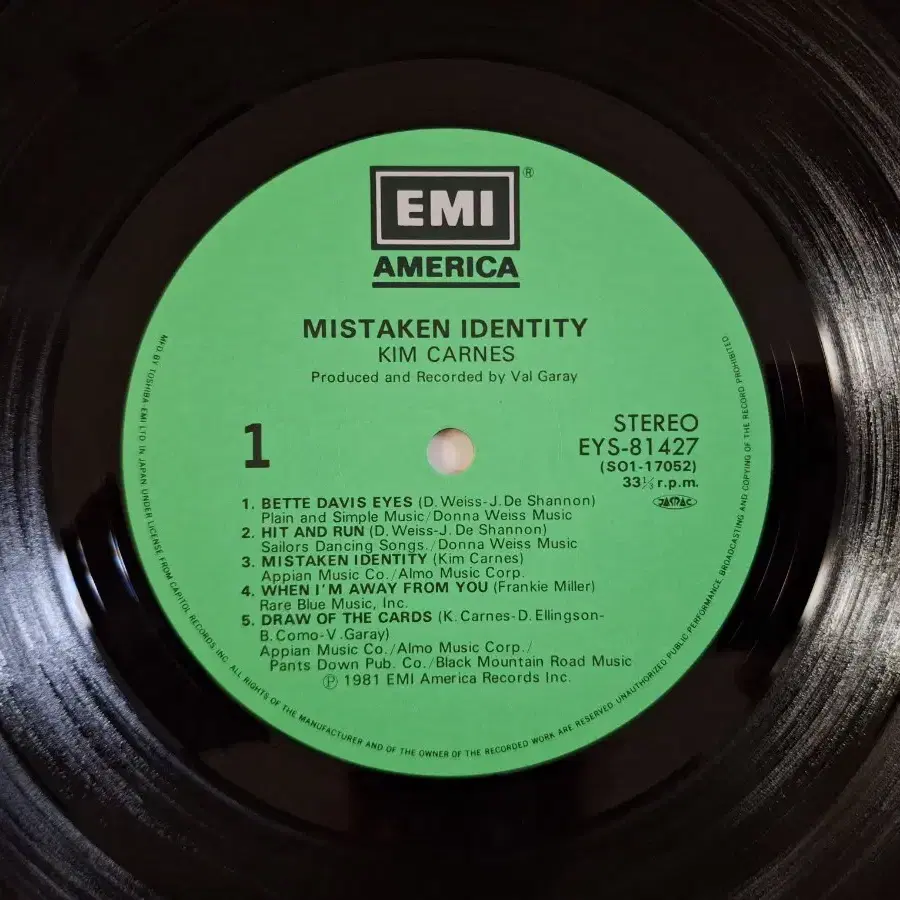 EMI
®
AMERICA
MISTAKEN IDENTITY
KIM CARNES
Produced and Recorded by Val Garay
1
STEREO
EYS-81427
(SO1-17052)
33⅓ r.p.m.
JASRAC
1. BETTE DAVIS EYES (D. Weiss-J. De Shannon)
Plain and Simple Music/Donna Weiss Music
2. HIT AND RUN (D. Weiss-J. De Shannon)
Sailors Dancing Songs./Donna Weiss Music
3. MISTAKEN IDENTITY (Kim Carnes)
Appian Music Co./Almo Music Corp.
4. WHEN I'M AWAY FROM YOU (Frankie Miller)
Rare Blue Music, Inc.
5. DRAW OF THE CARDS (K. Carnes-D. Ellingson-
B. Como-V. Garay)
Appian Music Co./Almo Music Corp./
Pants Down Pub. Co./Black Mountain Road Music
Ⓟ 1981 EMI America Records Inc.
MFD. BY TOSHIBA-EMI LTD. IN JAPAN UNDER LICENSE FROM CAPITOL RECORDS, INC. ALL RIGHTS OF THE MANUFACTURER AND OF THE OWNER OF THE RECORDED WORK ARE RESERVED. UNAUTHORIZED PUBLIC PERFORMANCE, BROADCASTING AND COPYING OF THE RECORD PROHIBITED.